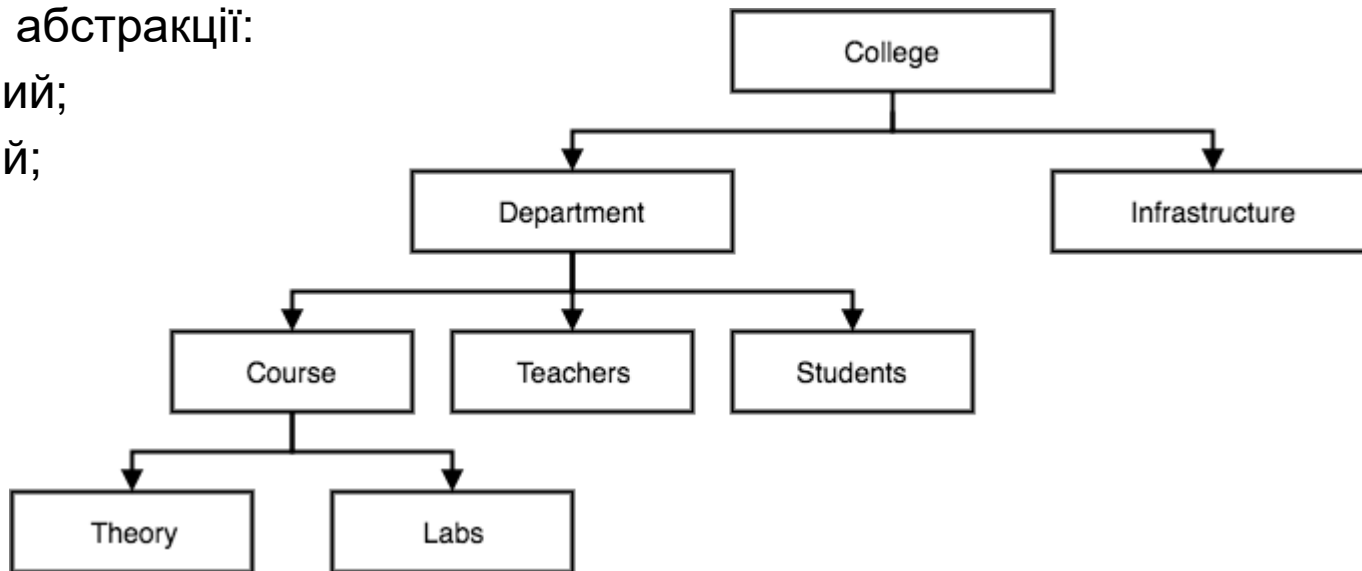 абстракції:
ий;
й;
College
Department
Infrastructure
Course
Teachers
Students
Theory
Labs